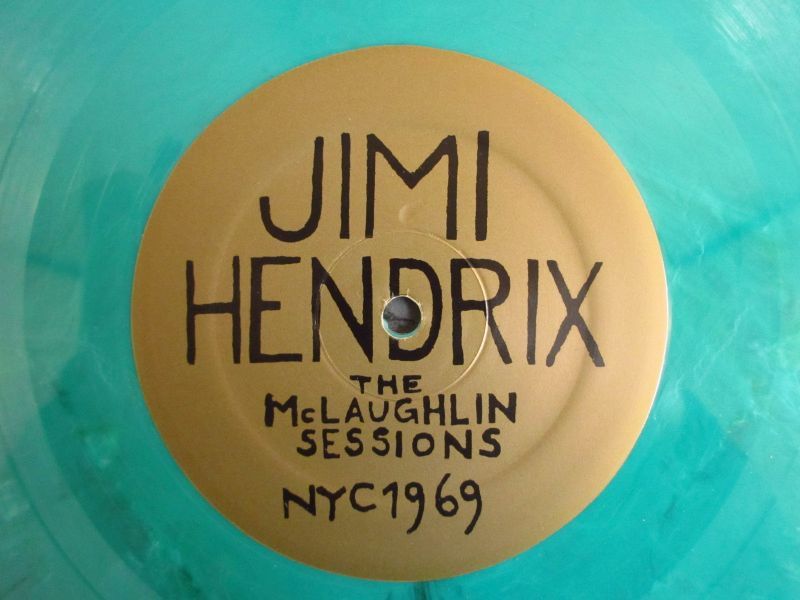 JIMI
HENDRIX
THE
McLAUGHLIN
SESSIONS
NYC1969